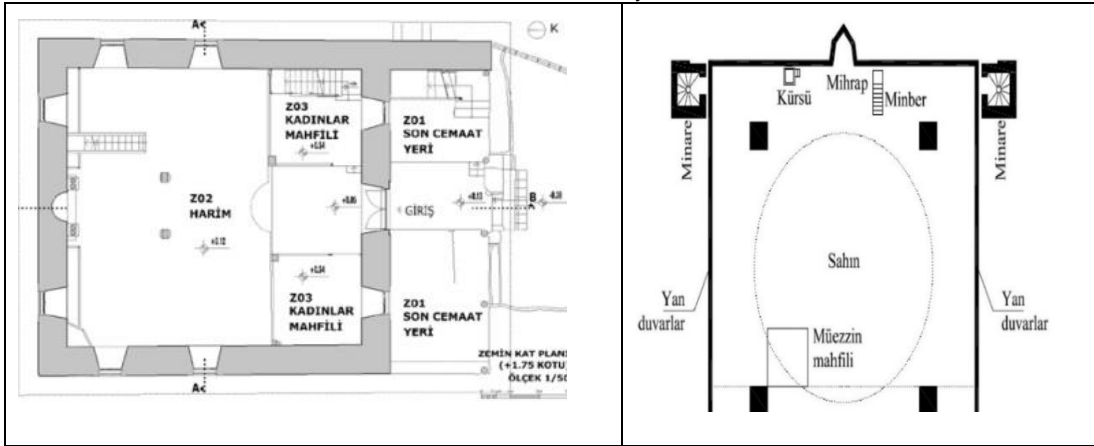 A<
K
Z03
KADINLAR
MAHFİLİ
Z01
SON CEMAAT
YERİ
Z02
HARİM
GİRİŞ
B
Z03
KADINLAR
MAHFİLİ
Z01
SON CEMAAT
YERİ
ZEMİN KAT PLANI
(+1.75 KOTU)
ÖLÇEK 1/50
A<
Kürsü
Mihrap
Minber
Minare
Minare
Sahın
Yan
duvarlar
Yan
duvarlar
Müezzin
mahfili